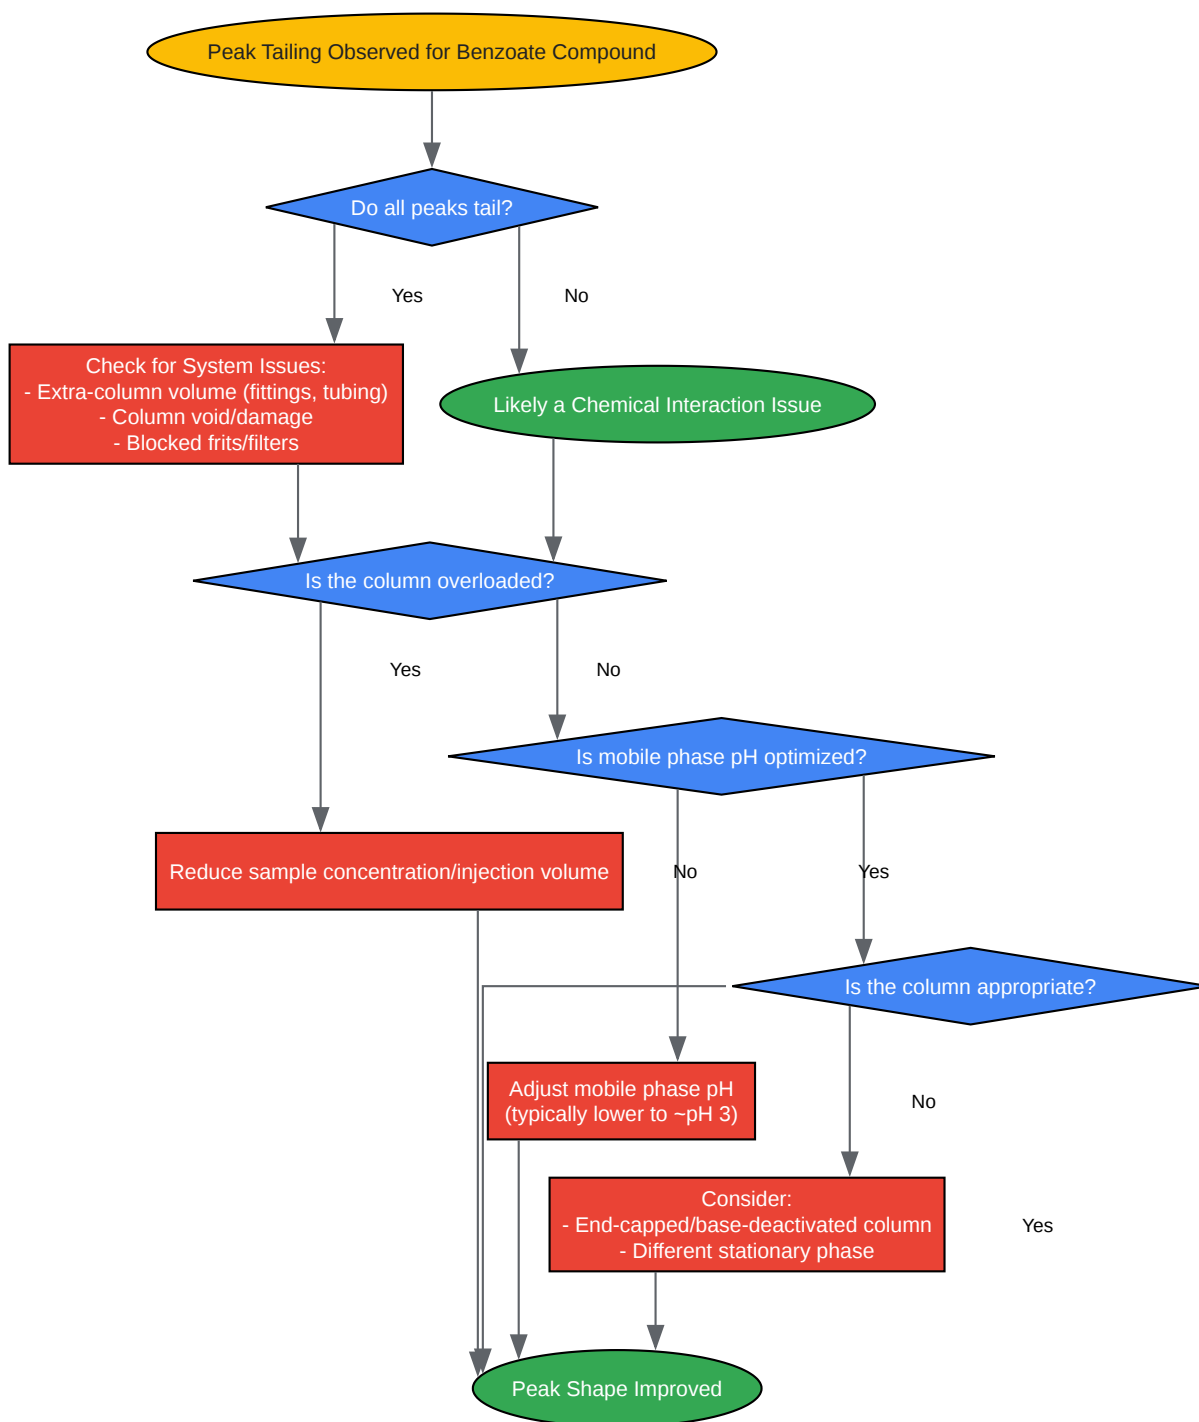 Peak Tailing Observed for Benzoate Compound
Do all peaks tail?
Yes
No
Check for System Issues:
- Extra-column volume (fittings, tubing)
- Column void/damage
- Blocked frits/filters
Likely a Chemical Interaction Issue
Is the column overloaded?
Yes
No
Is mobile phase pH optimized?
Reduce sample concentration/injection volume
No
Yes
Is the column appropriate?
Adjust mobile phase pH
(typically lower to ~pH 3)
No
Consider:
- End-capped/base-deactivated column
- Different stationary phase
Yes
Peak Shape Improved